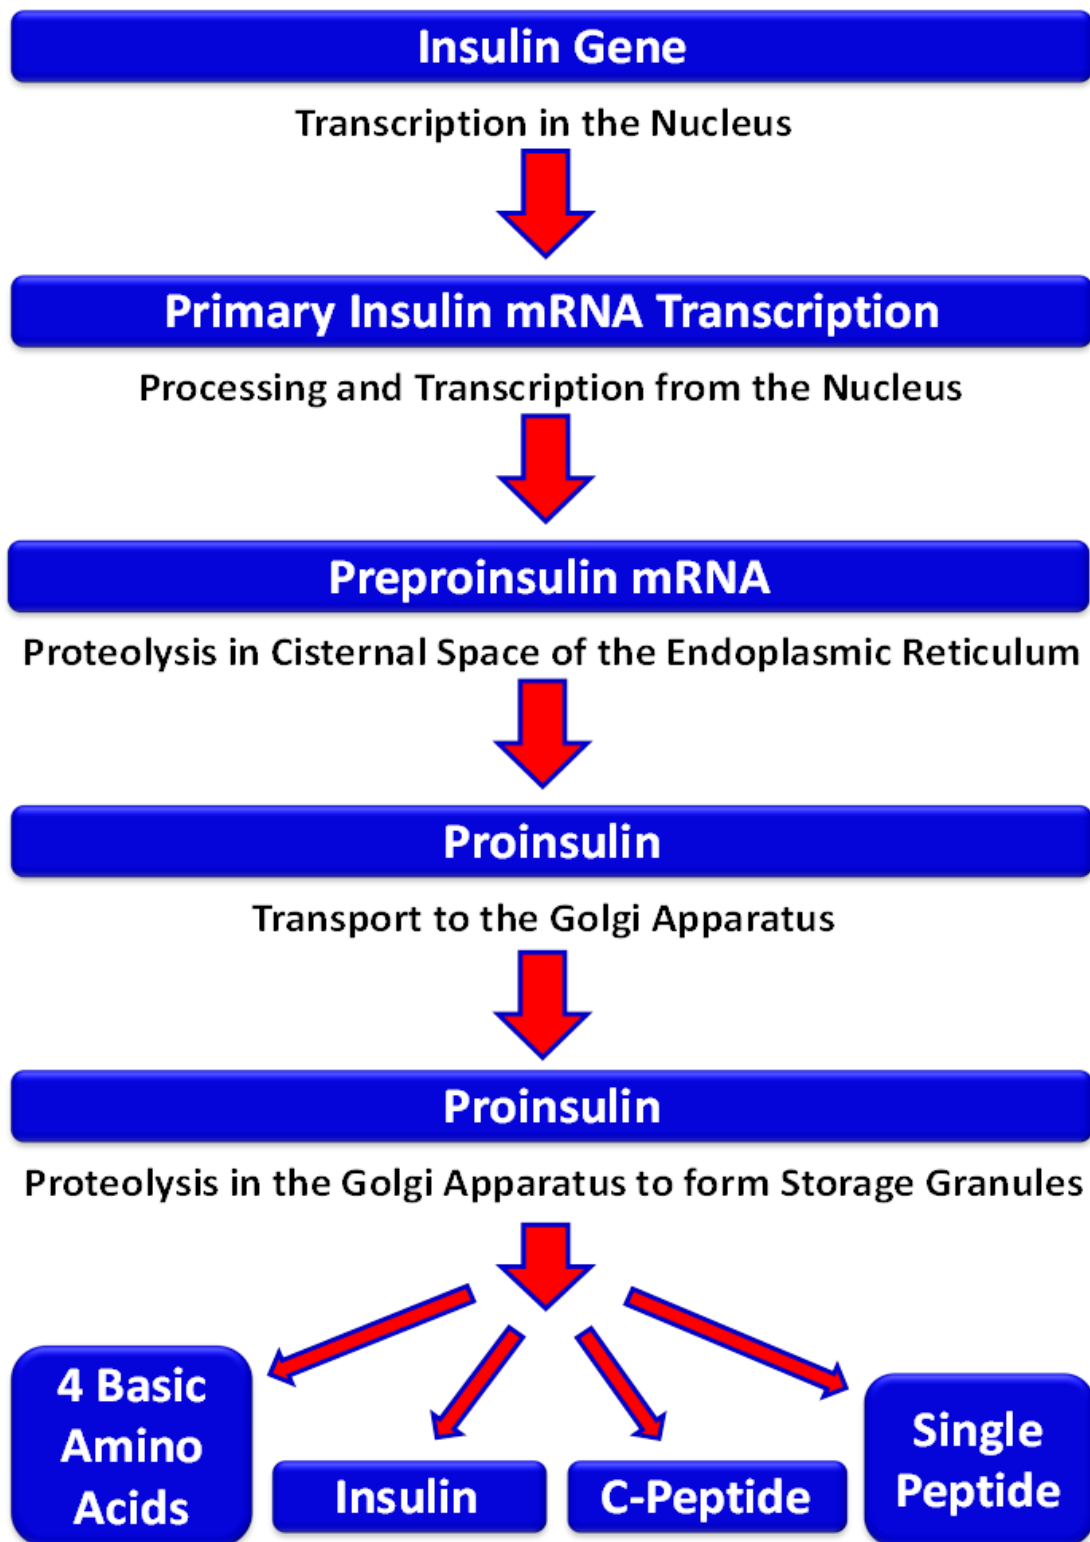 Insulin Gene
Transcription in the Nucleus
Primary Insulin mRNA Transcription
Processing and Transcription from the Nucleus
Preproinsulin mRNA
Proteolysis in Cisternal Space of the Endoplasmic Reticulum
Proinsulin
Transport to the Golgi Apparatus
Proinsulin
Proteolysis in the Golgi Apparatus to form Storage Granules
4 Basic
Amino
Acids
Insulin
C-Peptide
Single
Peptide